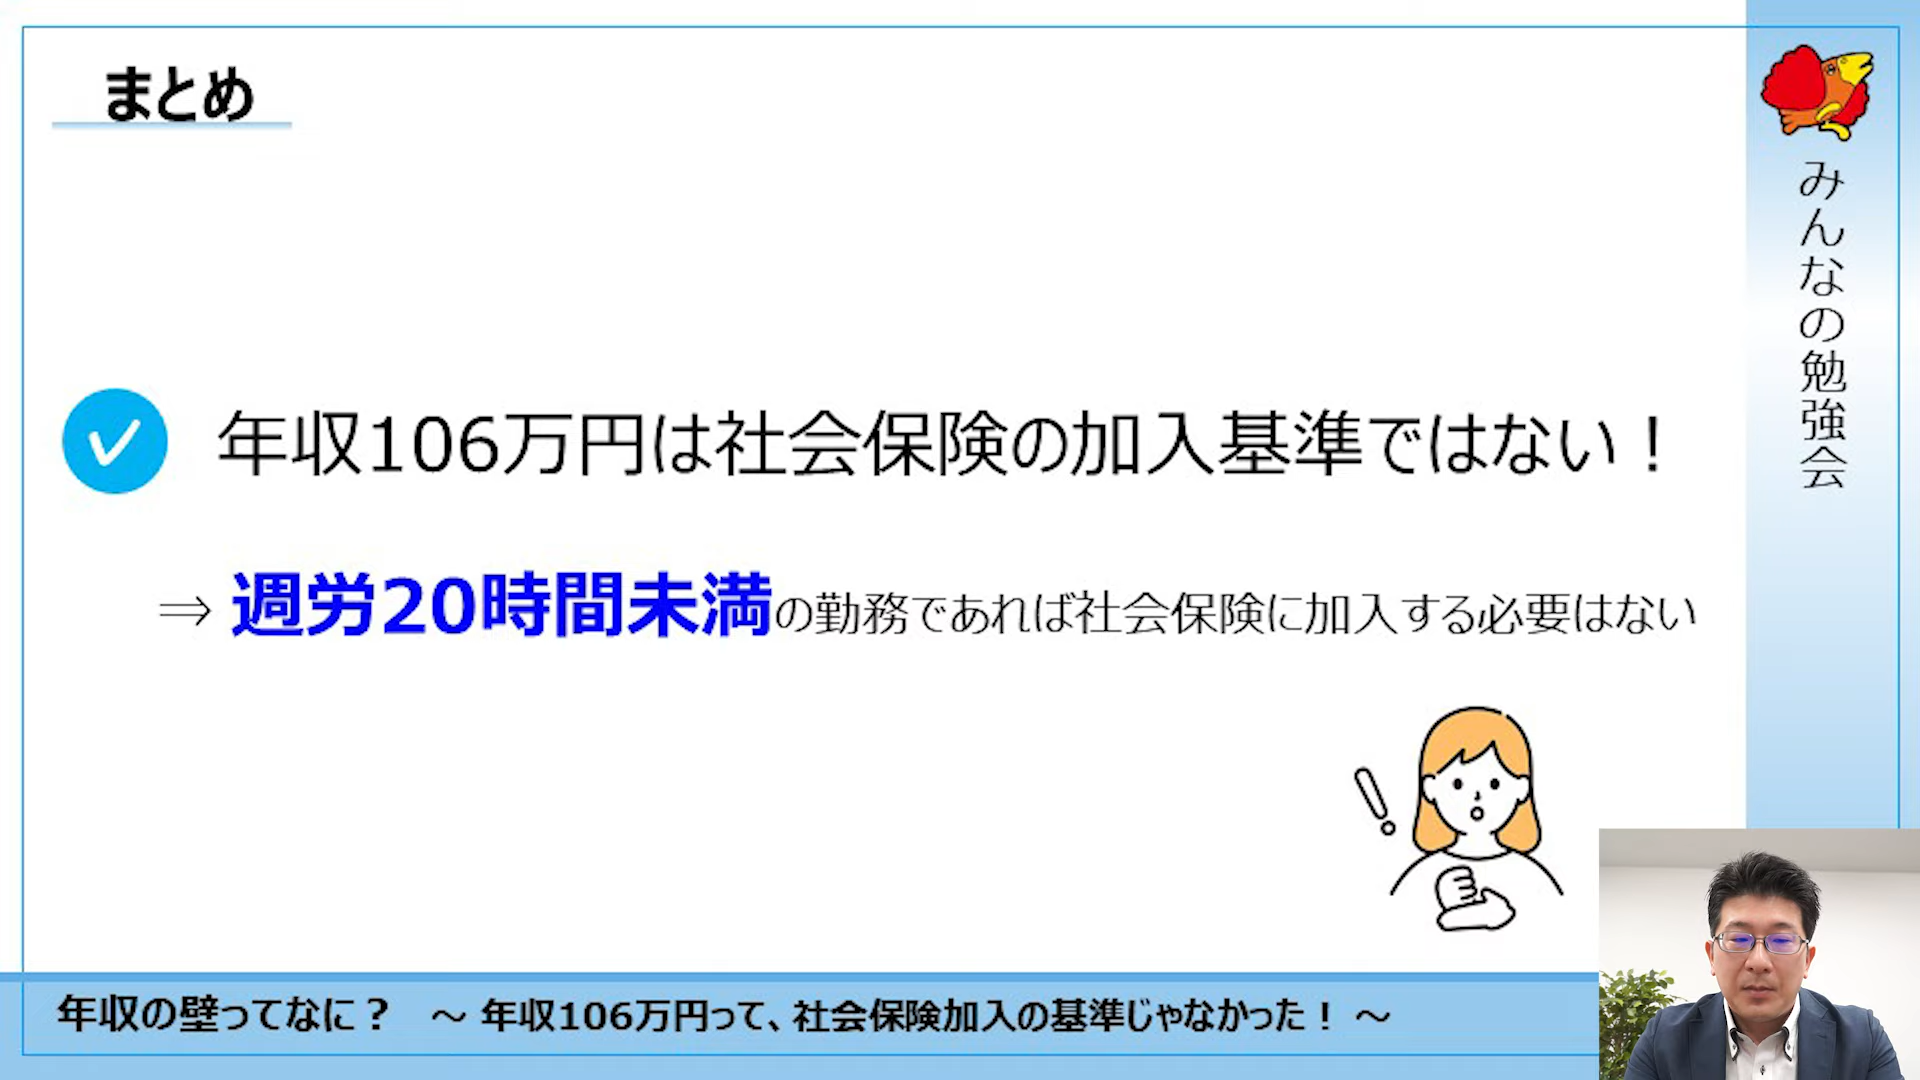 まとめ
年収106万円は社会保険の加入基準ではない！
⇒ 週労20時間未満の勤務であれば社会保険に加入する必要はない
みんなの勉強会
年収の壁ってなに？　～ 年収106万円って、社会保険加入の基準じゃなかった！ ～